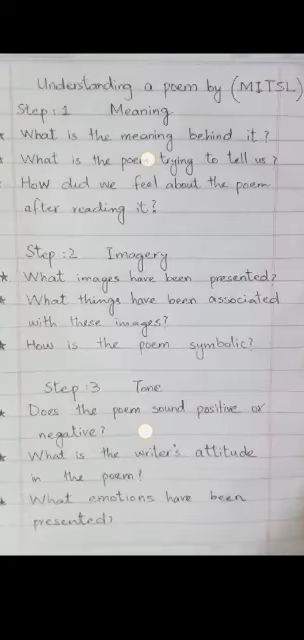 Understanding a poem by (MITSL)
Step:1 Meaning
* What is the meaning behind it?
* What is the poem trying to tell us?
* How did we feel about the poem
after reading it?
Step:2 Imagery
* What images have been presented?
* What things have been associated
with these images?
* How is the poem symbolic?
Step:3 Tone
* Does the poem sound positive or
negative?
* What is the writer's attitude
in the poem?
* What emotions have been
presented?